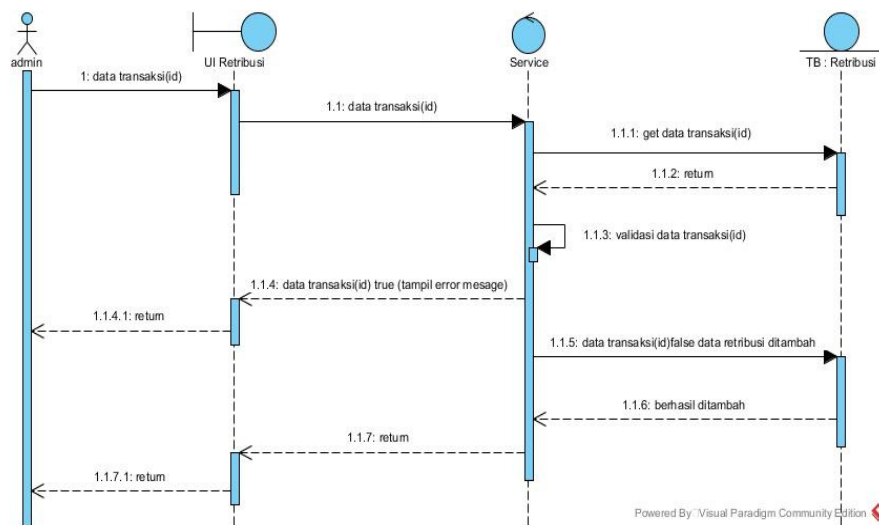 admin
UI Retribusi
Service
TB : Retribusi
1: data transaksi(id)
1.1: data transaksi(id)
1.1.1: get data transaksi(id)
1.1.2: return
1.1.3: validasi data transaksi(id)
1.1.4: data transaksi(id) true (tampil error mesage)
1.1.4.1: return
1.1.5: data transaksi(id)false data retribusi ditambah
1.1.6: berhasil ditambah
1.1.7: return
1.1.7.1: return
Powered By Visual Paradigm Community Edition